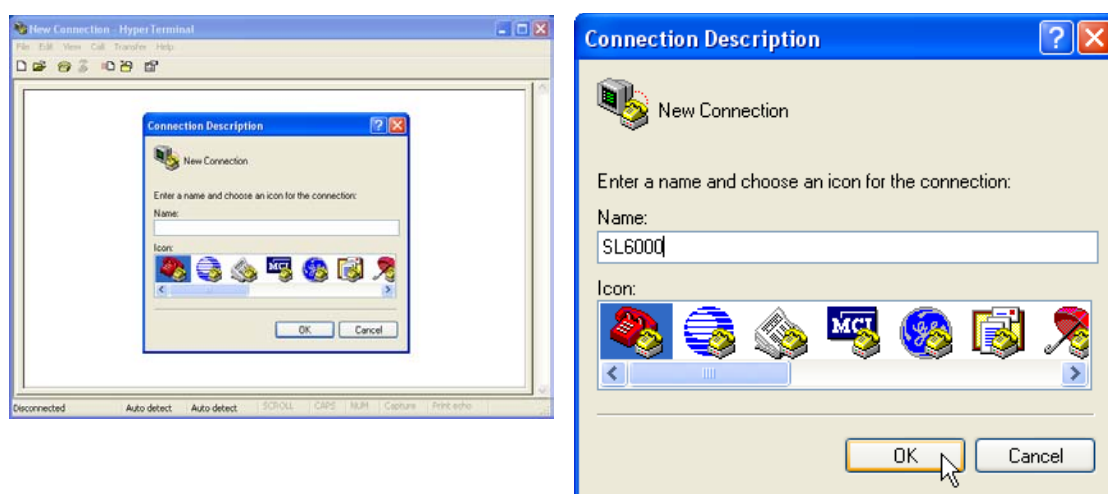 New Connection - HyperTerminal
File Edit View Call Transfer Help
Connection Description
New Connection
Enter a name and choose an icon for the connection:
Name:
Icon:
MCI
OK Cancel
Disconnected Auto detect Auto detect SCROLL CAPS NUM Capture Print echo
Connection Description
New Connection
Enter a name and choose an icon for the connection:
Name:
SL6000
Icon:
MCI
OK Cancel